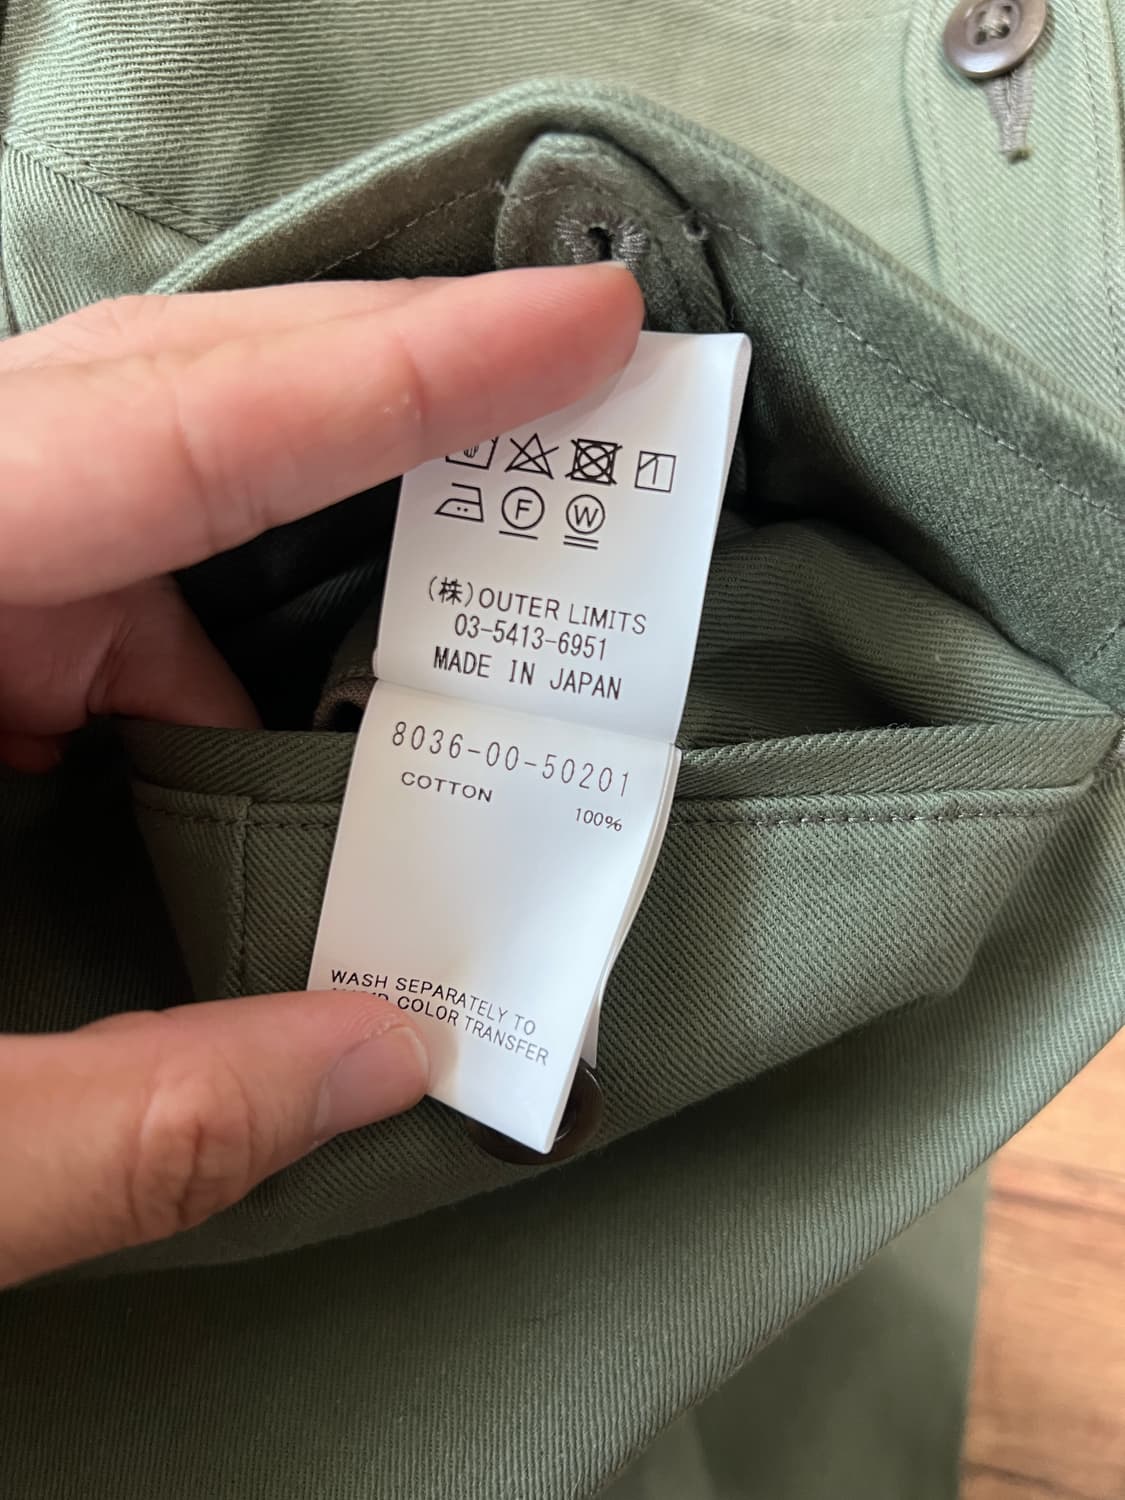 F W
(株)OUTER LIMITS
03-5413-6951
MADE IN JAPAN
8036-00-50201
COTTON
100%
WASH SEPARATELY TO
COLOR TRANSFER